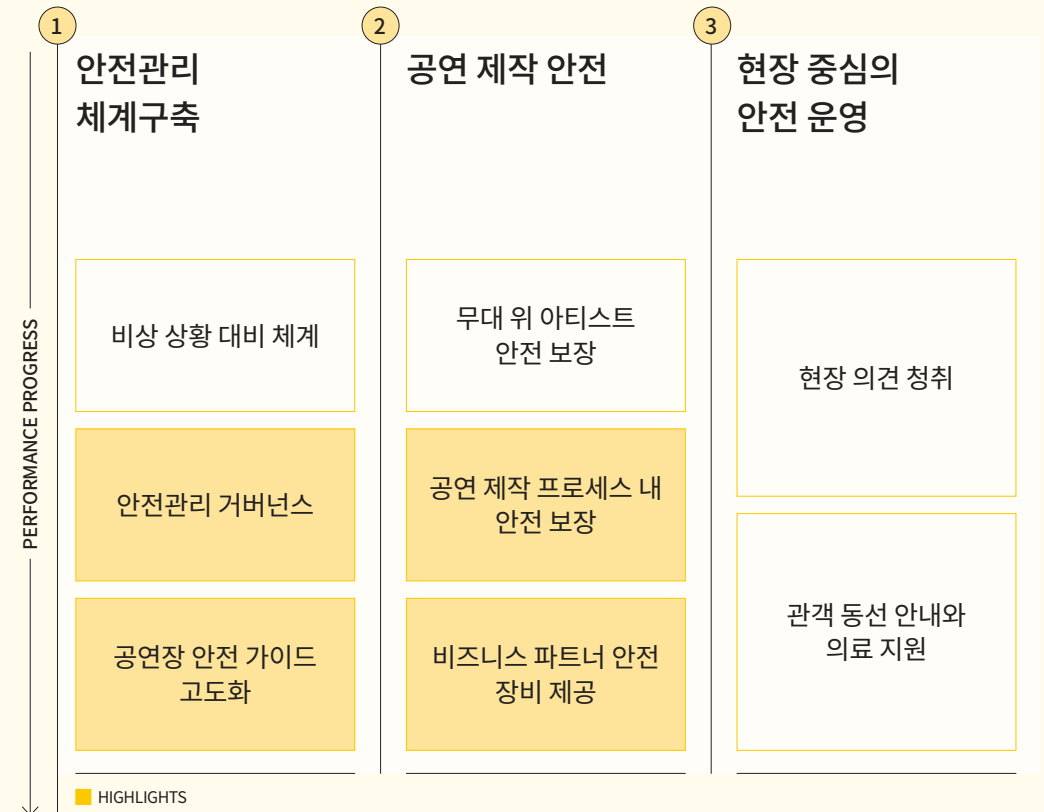 1
안전관리
체계구축
비상 상황 대비 체계
안전관리 거버넌스
공연장 안전 가이드
고도화
2
공연 제작 안전
무대 위 아티스트
안전 보장
공연 제작 프로세스 내
안전 보장
비즈니스 파트너 안전
장비 제공
3
현장 중심의
안전 운영
현장 의견 청취
관객 동선 안내와
의료 지원
PERFORMANCE PROGRESS
HIGHLIGHTS